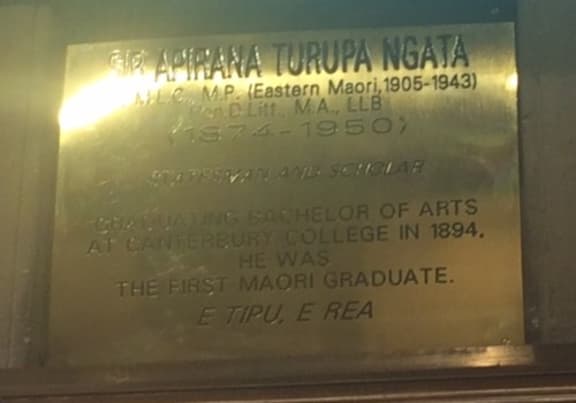 SIR APIRANA TURUPA NGATA
M.L.C., M.P. (Eastern Maori,1905-1943)
Hon.D.Litt., M.A., LLB
(1874-1950)
STATESMAN AND SCHOLAR
GRADUATING BACHELOR OF ARTS
AT CANTERBURY COLLEGE IN 1894.
HE WAS
THE FIRST MAORI GRADUATE.
E TIPU, E REA